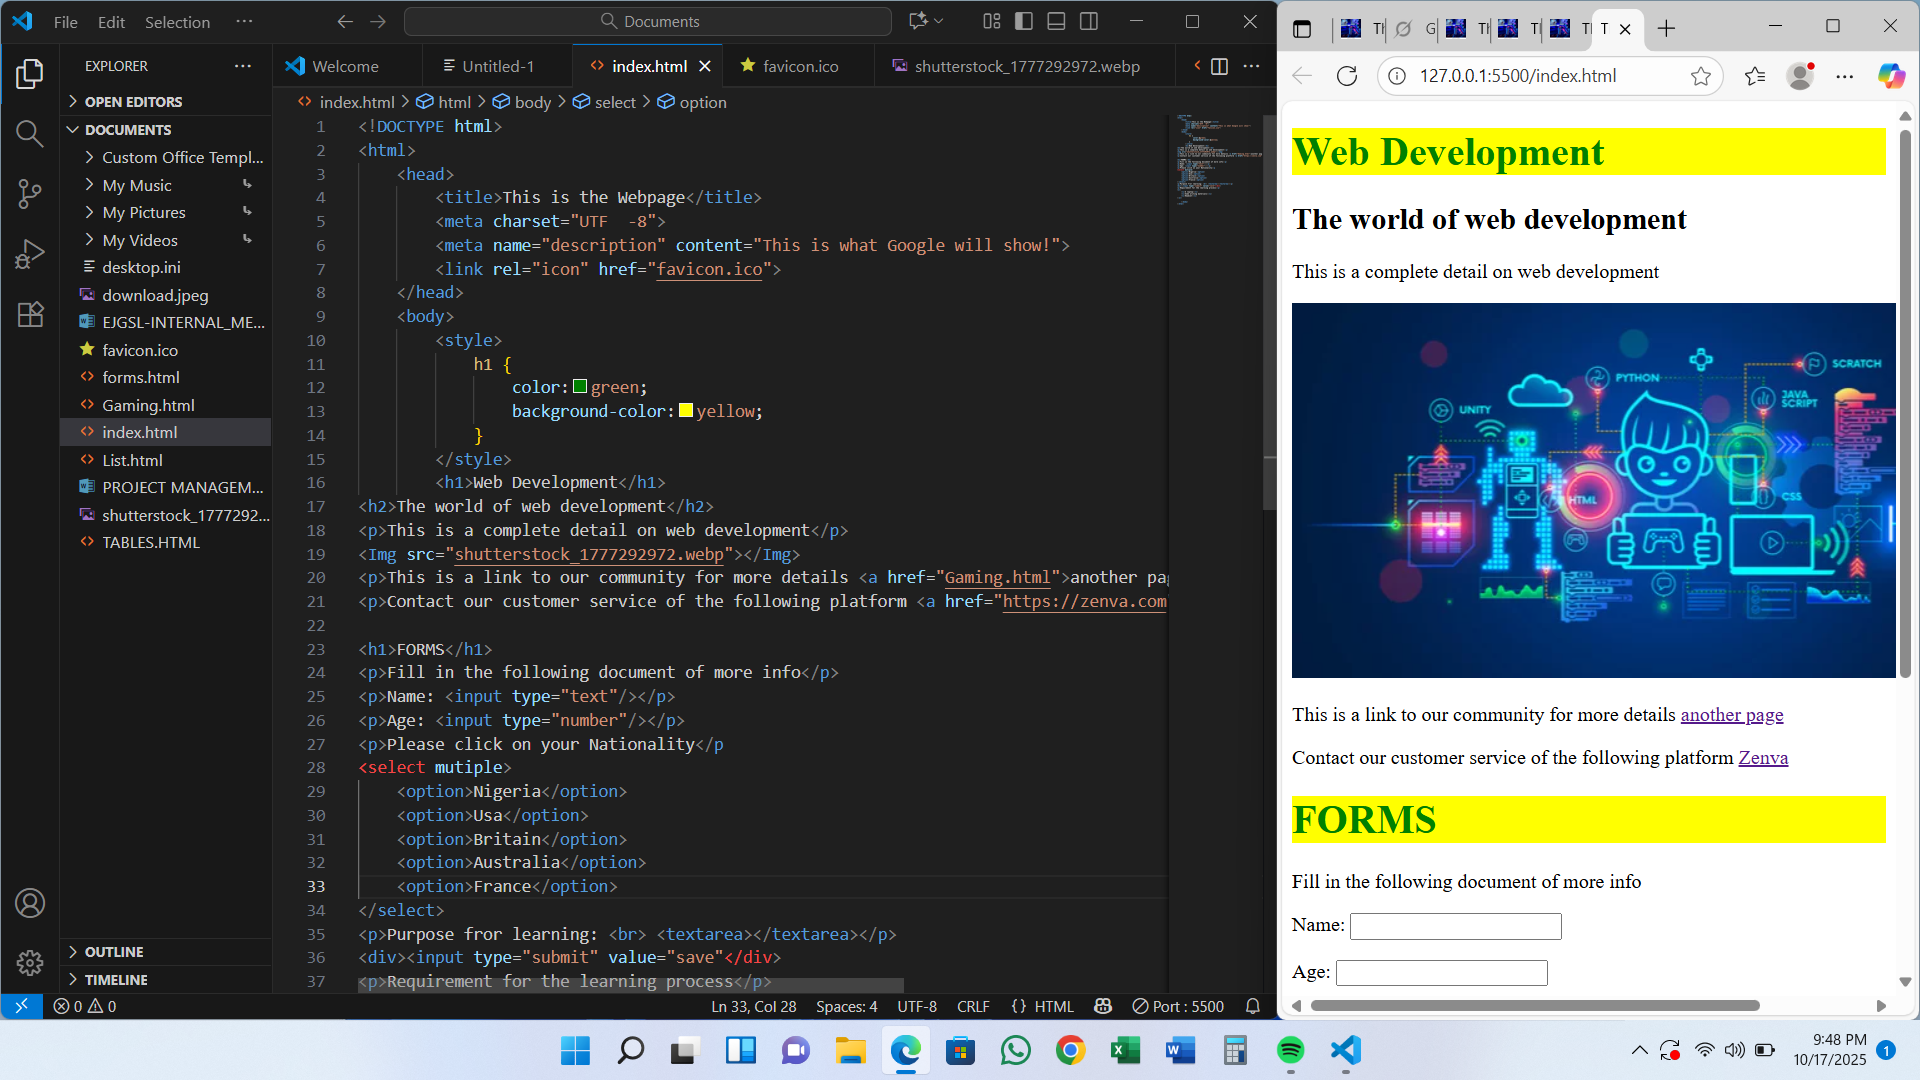 File Edit Selection ···
Documents
EXPLORER ···
OPEN EDITORS
DOCUMENTS
Custom Office Templ...
My Music
My Pictures
My Videos
desktop.ini
download.jpeg
EJGSL-INTERNAL_ME...
favicon.ico
forms.html
Gaming.html
index.html
List.html
PROJECT MANAGEM...
shutterstock_1777292...
TABLES.HTML
OUTLINE
TIMELINE
Welcome Untitled-1 index.html favicon.ico shutterstock_1777292972.webp
index.html > html > body > select > option
1 <!DOCTYPE html>
2 <html>
3 <head>
4 <title>This is the Webpage</title>
5 <meta charset="UTF  -8">
6 <meta name="description" content="This is what Google will show!">
7 <link rel="icon" href="favicon.ico">
8 </head>
9 <body>
10 <style>
11 h1 {
12 color: green;
13 background-color: yellow;
14 }
15 </style>
16 <h1>Web Development</h1>
17 <h2>The world of web development</h2>
18 <p>This is a complete detail on web development</p>
19 <Img src="shutterstock_1777292972.webp"></Img>
20 <p>This is a link to our community for more details <a href="Gaming.html">another pa
21 <p>Contact our customer service of the following platform <a href="https://zenva.com
22
23 <h1>FORMS</h1>
24 <p>Fill in the following document of more info</p>
25 <p>Name: <input type="text"/></p>
26 <p>Age: <input type="number"/></p>
27 <p>Please click on your Nationality</p
28 <select mutiple>
29 <option>Nigeria</option>
30 <option>Usa</option>
31 <option>Britain</option>
32 <option>Australia</option>
33 <option>France</option>
34 </select>
35 <p>Purpose fror learning: <br> <textarea></textarea></p>
36 <div><input type="submit" value="save"</div>
37 <p>Requirement for the learning process</p>
0 0 Ln 33, Col 28 Spaces: 4 UTF-8 CRLF {} HTML Port : 5500
Th G Th Tl Tl T
127.0.0.1:5500/index.html
Web Development
The world of web development
This is a complete detail on web development
SCRATCH
PYTHON
JAVA
SCRIPT
UNITY
HTML
CSS
This is a link to our community for more details another page
Contact our customer service of the following platform Zenva
FORMS
Fill in the following document of more info
Name:
Age:
9:48 PM
10/17/2025
1